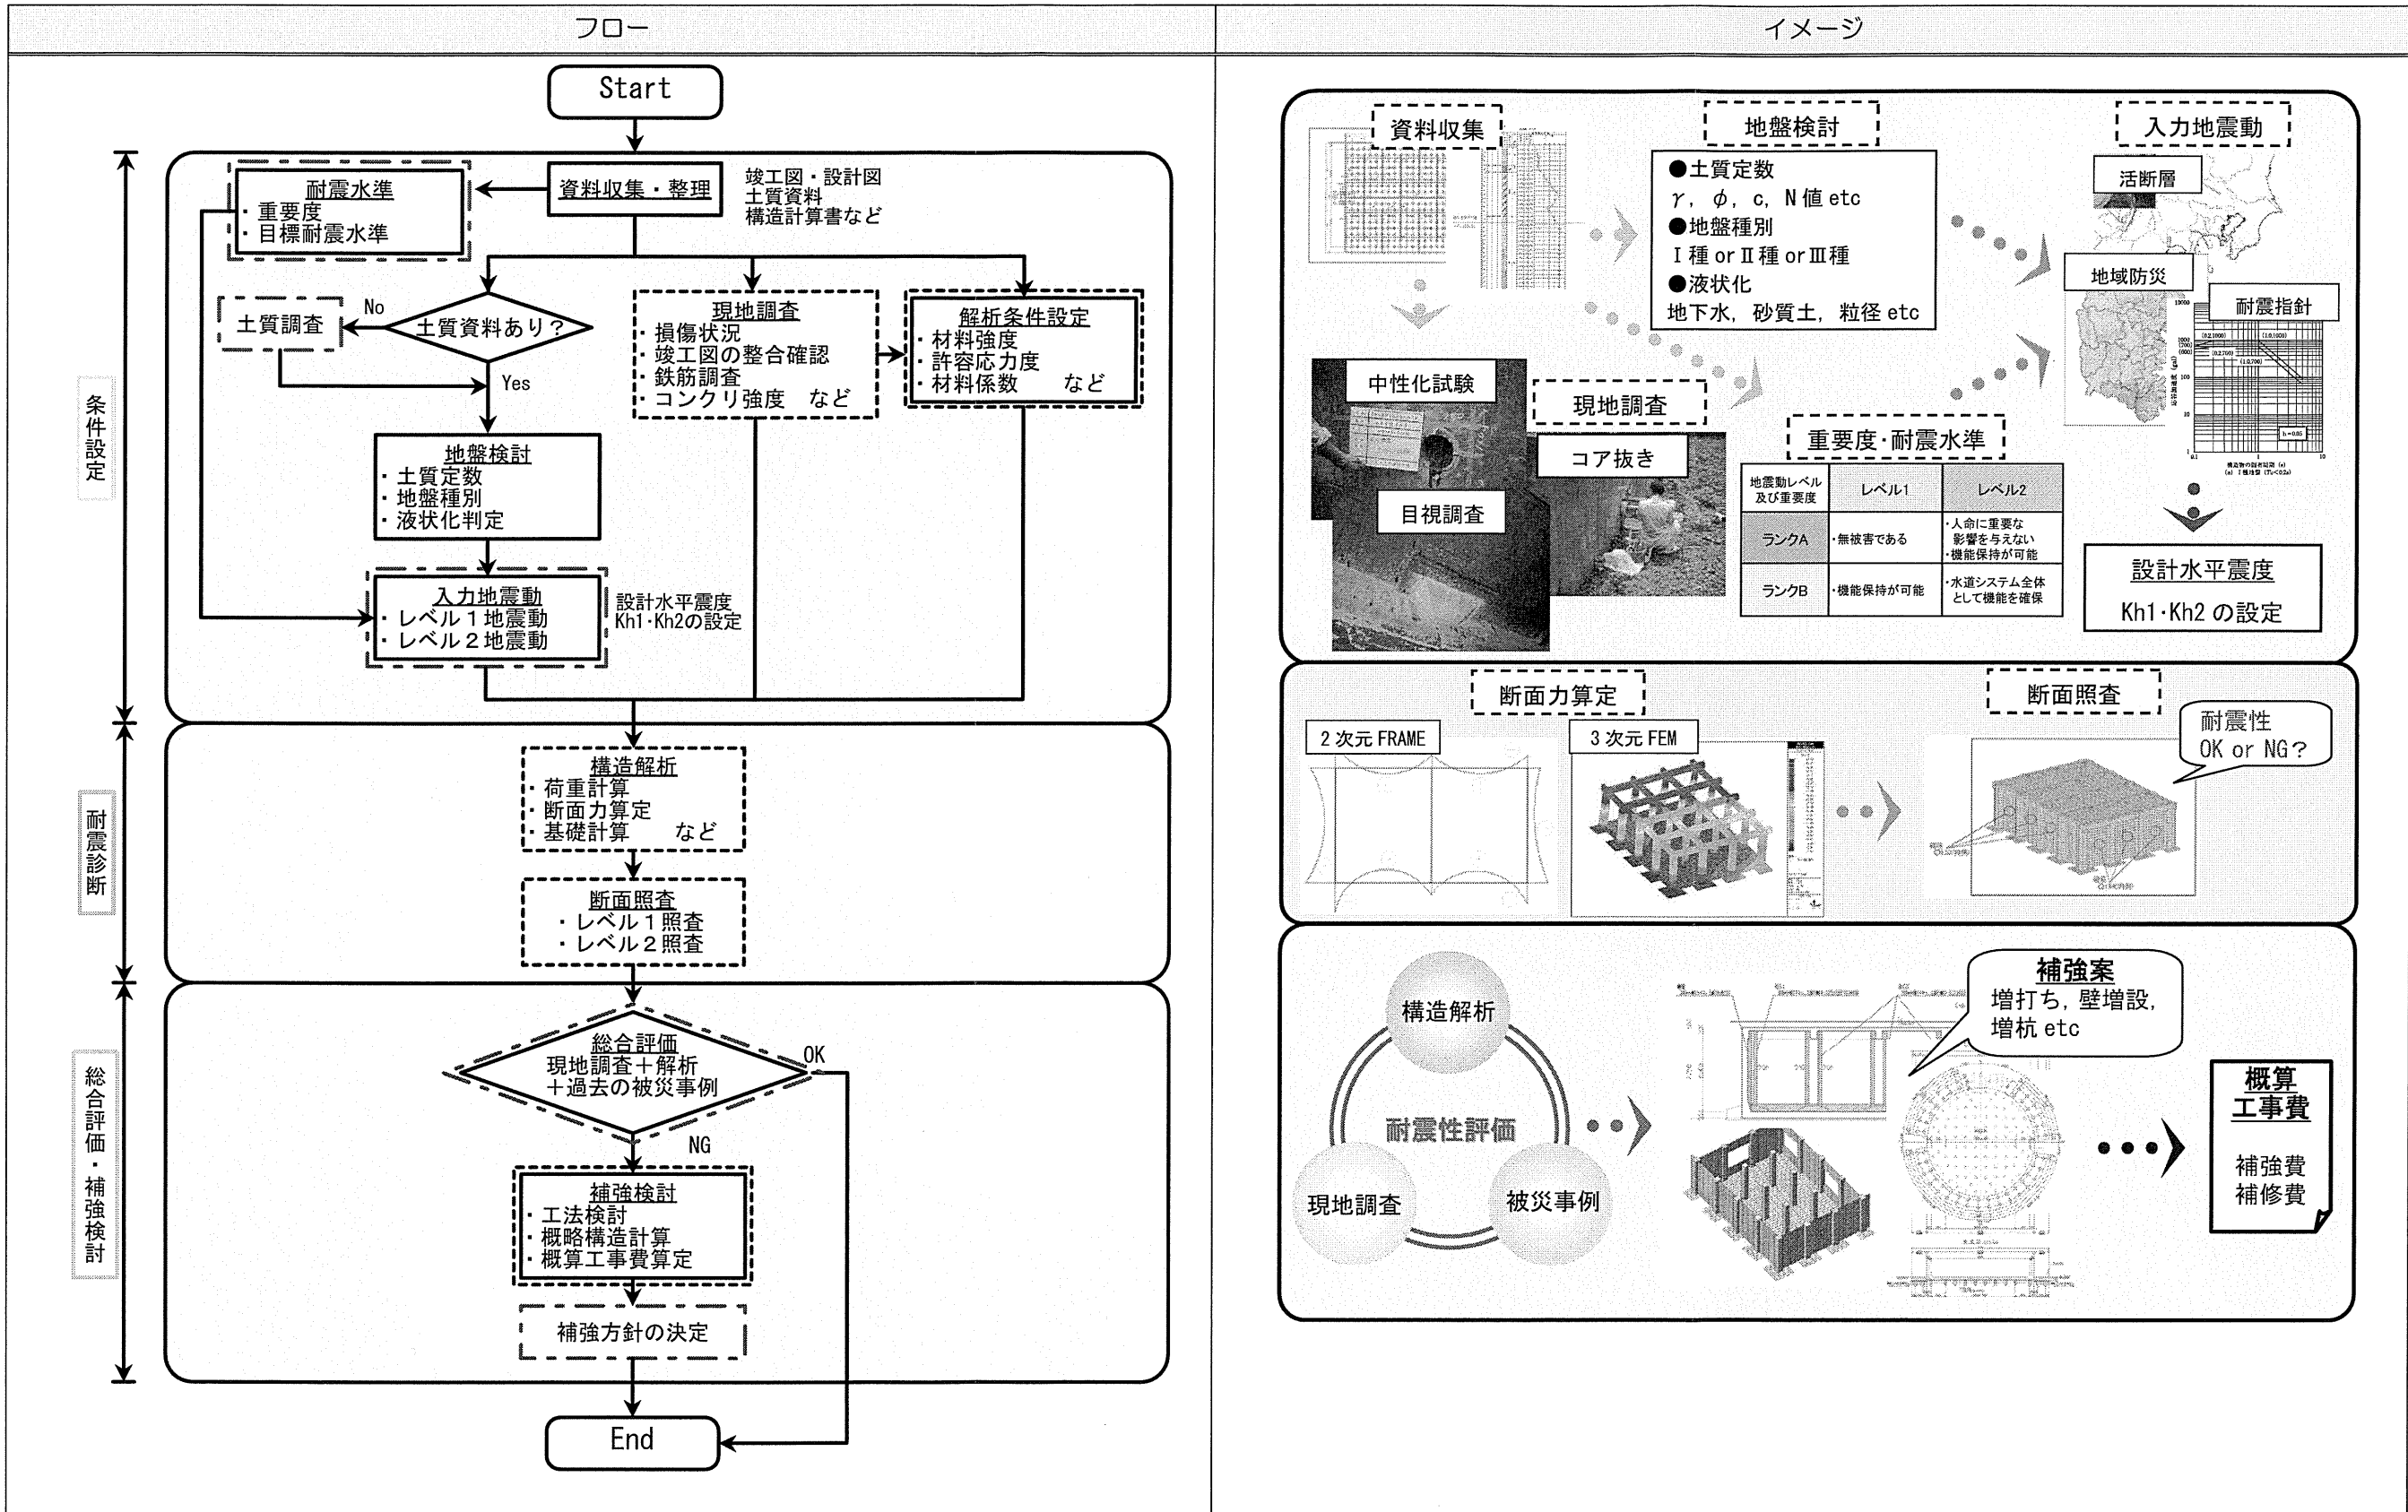 フロー
Start
条件設定
耐震水準
・重要度
・目標耐震水準
資料収集・整理
竣工図・設計図
土質資料
構造計算書など
No
土質調査
土質資料あり？
Yes
現地調査
・損傷状況
・竣工図の整合確認
・鉄筋調査
・コンクリ強度　など
解析条件設定
・材料強度
・許容応力度
・材料係数　　など
地盤検討
・土質定数
・地盤種別
・液状化判定
入力地震動
・レベル１地震動
・レベル２地震動
設計水平震度
Kh1・Kh2の設定
耐震診断
構造解析
・荷重計算
・断面力算定
・基礎計算　　など
断面照査
・レベル１照査
・レベル２照査
総合評価・補強検討
総合評価
現地調査＋解析
＋過去の被災事例
OK
NG
補強検討
・工法検討
・概略構造計算
・概算工事費算定
補強方針の決定
End
イメージ
資料収集
地盤検討
●土質定数
γ, φ, c, N値 etc
●地盤種別
Ⅰ種 or Ⅱ種 or Ⅲ種
●液状化
地下水, 砂質土, 粒径 etc
入力地震動
活断層
地域防災
耐震指針
中性化試験
目視調査
現地調査
コア抜き
重要度・耐震水準
地震動レベル
及び重要度
レベル1
レベル2
ランクA
・無被害である
・人命に重要な
影響を与えない
・機能保持が可能
ランクB
・機能保持が可能
・水道システム全体
として機能を確保
設計水平震度
Kh1・Kh2 の設定
断面力算定
2 次元 FRAME
3 次元 FEM
断面照査
耐震性
OK or NG？
構造解析
耐震性評価
現地調査
被災事例
補強案
増打ち, 壁増設,
増杭 etc
概算
工事費
補強費
補修費